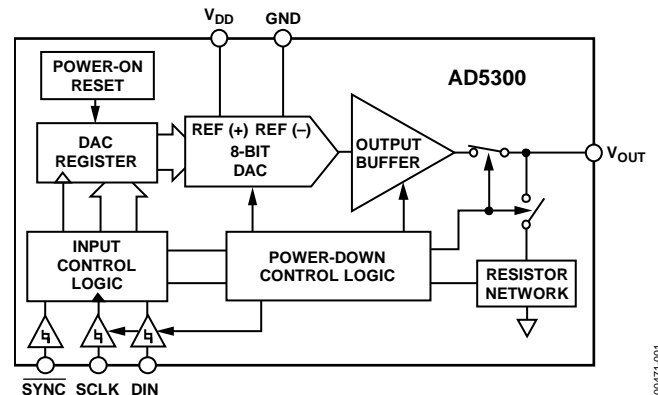 VDD GND
POWER-ON
RESET
AD5300
DAC
REGISTER
REF (+) REF (–)
8-BIT
DAC
OUTPUT
BUFFER
VOUT
INPUT
CONTROL
LOGIC
POWER-DOWN
CONTROL LOGIC
RESISTOR
NETWORK
SYNC SCLK DIN
00471-001